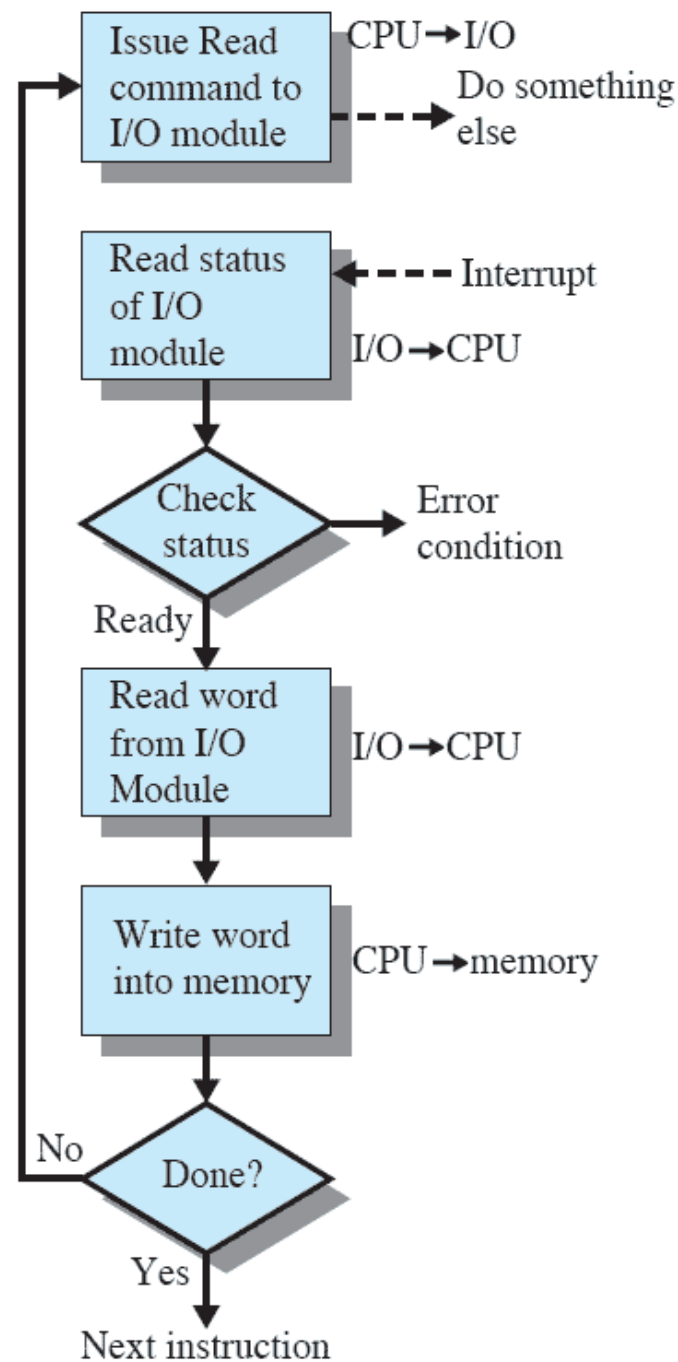 Issue Read
command to
I/O module
CPU→I/O
Do something
else
Read status
of I/O
module
Interrupt
I/O→CPU
Check
status
Error
condition
Ready
Read word
from I/O
Module
I/O→CPU
Write word
into memory
CPU→memory
Done?
No
Yes
Next instruction